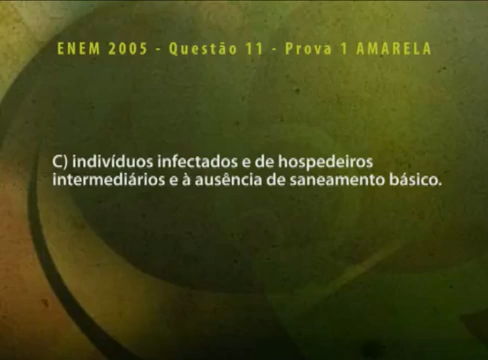 ENEM 2005 - Questão 11 - Prova 1 AMARELA
C) indivíduos infectados e de hospedeiros
intermediários e à ausência de saneamento básico.